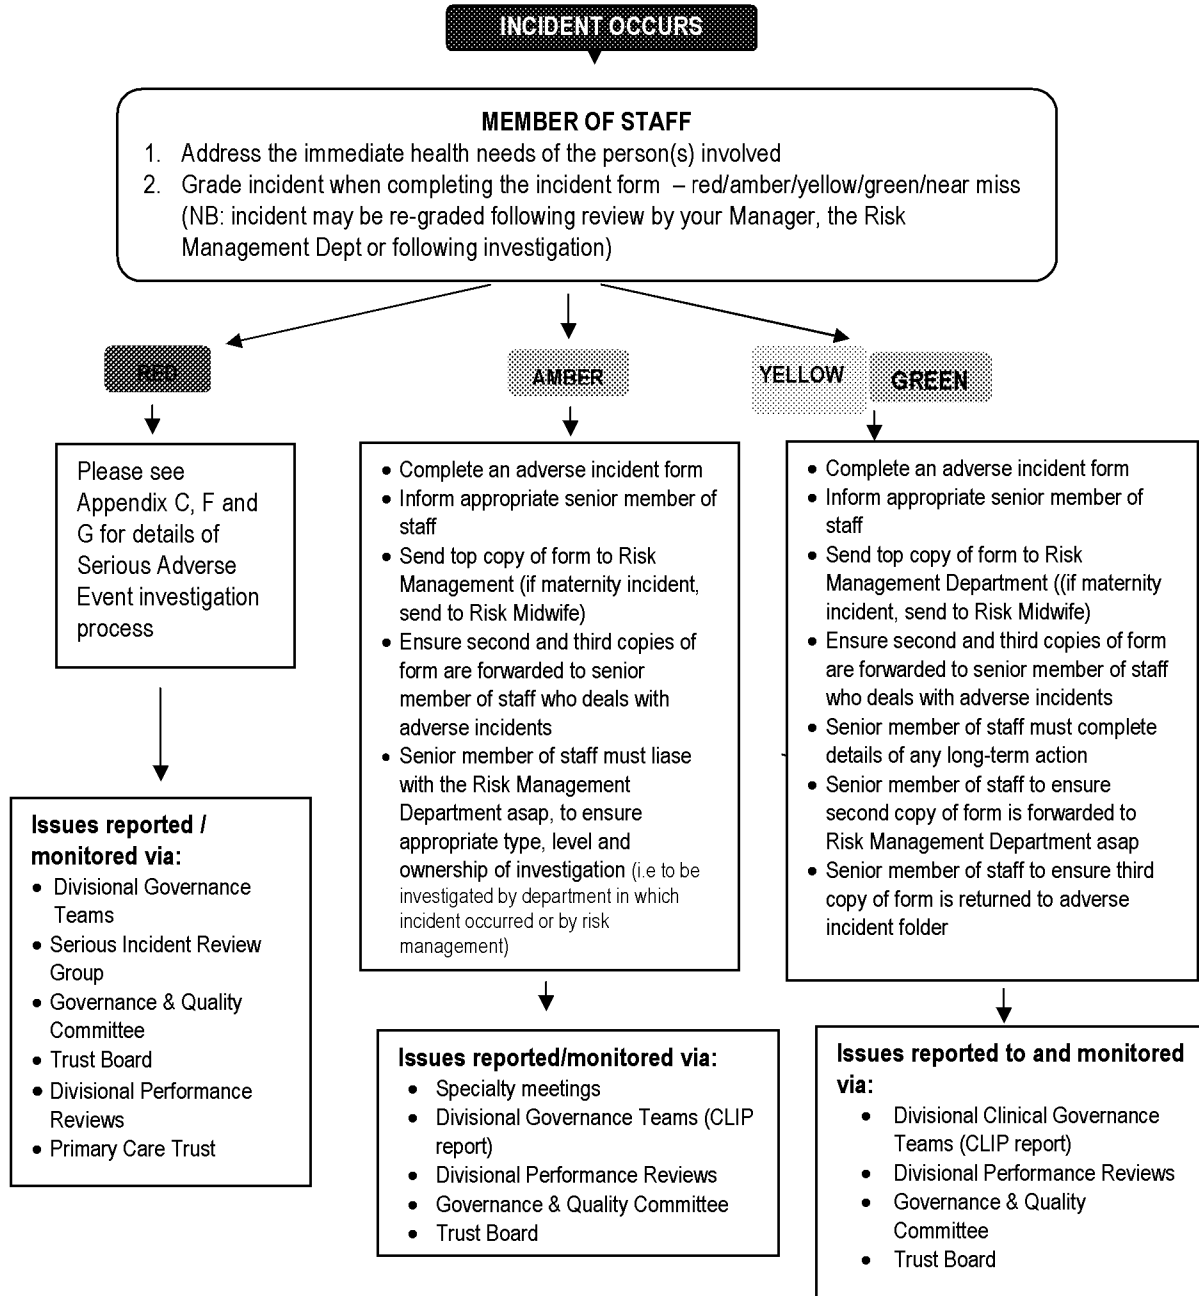 INCIDENT OCCURS
MEMBER OF STAFF
1. Address the immediate health needs of the person(s) involved
2. Grade incident when completing the incident form – red/amber/yellow/green/near miss
(NB: incident may be re-graded following review by your Manager, the Risk
Management Dept or following investigation)
RED
AMBER
YELLOW
GREEN
Please see
Appendix C, F and
G for details of
Serious Adverse
Event investigation
process
Issues reported /
monitored via:
• Divisional Governance
Teams
• Serious Incident Review
Group
• Governance & Quality
Committee
• Trust Board
• Divisional Performance
Reviews
• Primary Care Trust
• Complete an adverse incident form
• Inform appropriate senior member of
staff
• Send top copy of form to Risk
Management (if maternity incident,
send to Risk Midwife)
• Ensure second and third copies of
form are forwarded to senior
member of staff who deals with
adverse incidents
• Senior member of staff must liase
with the Risk Management
Department asap, to ensure
appropriate type, level and
ownership of investigation (i.e to be
investigated by department in which
incident occurred or by risk
management)
Issues reported/monitored via:
• Specialty meetings
• Divisional Governance Teams (CLIP
report)
• Divisional Performance Reviews
• Governance & Quality Committee
• Trust Board
• Complete an adverse incident form
• Inform appropriate senior member of
staff
• Send top copy of form to Risk
Management Department ((if maternity
incident, send to Risk Midwife)
• Ensure second and third copies of form
are forwarded to senior member of staff
who deals with adverse incidents
• Senior member of staff must complete
details of any long-term action
• Senior member of staff to ensure
second copy of form is forwarded to
Risk Management Department asap
• Senior member of staff to ensure third
copy of form is returned to adverse
incident folder
Issues reported to and monitored
via:
• Divisional Clinical Governance
Teams (CLIP report)
• Divisional Performance Reviews
• Governance & Quality
Committee
• Trust Board